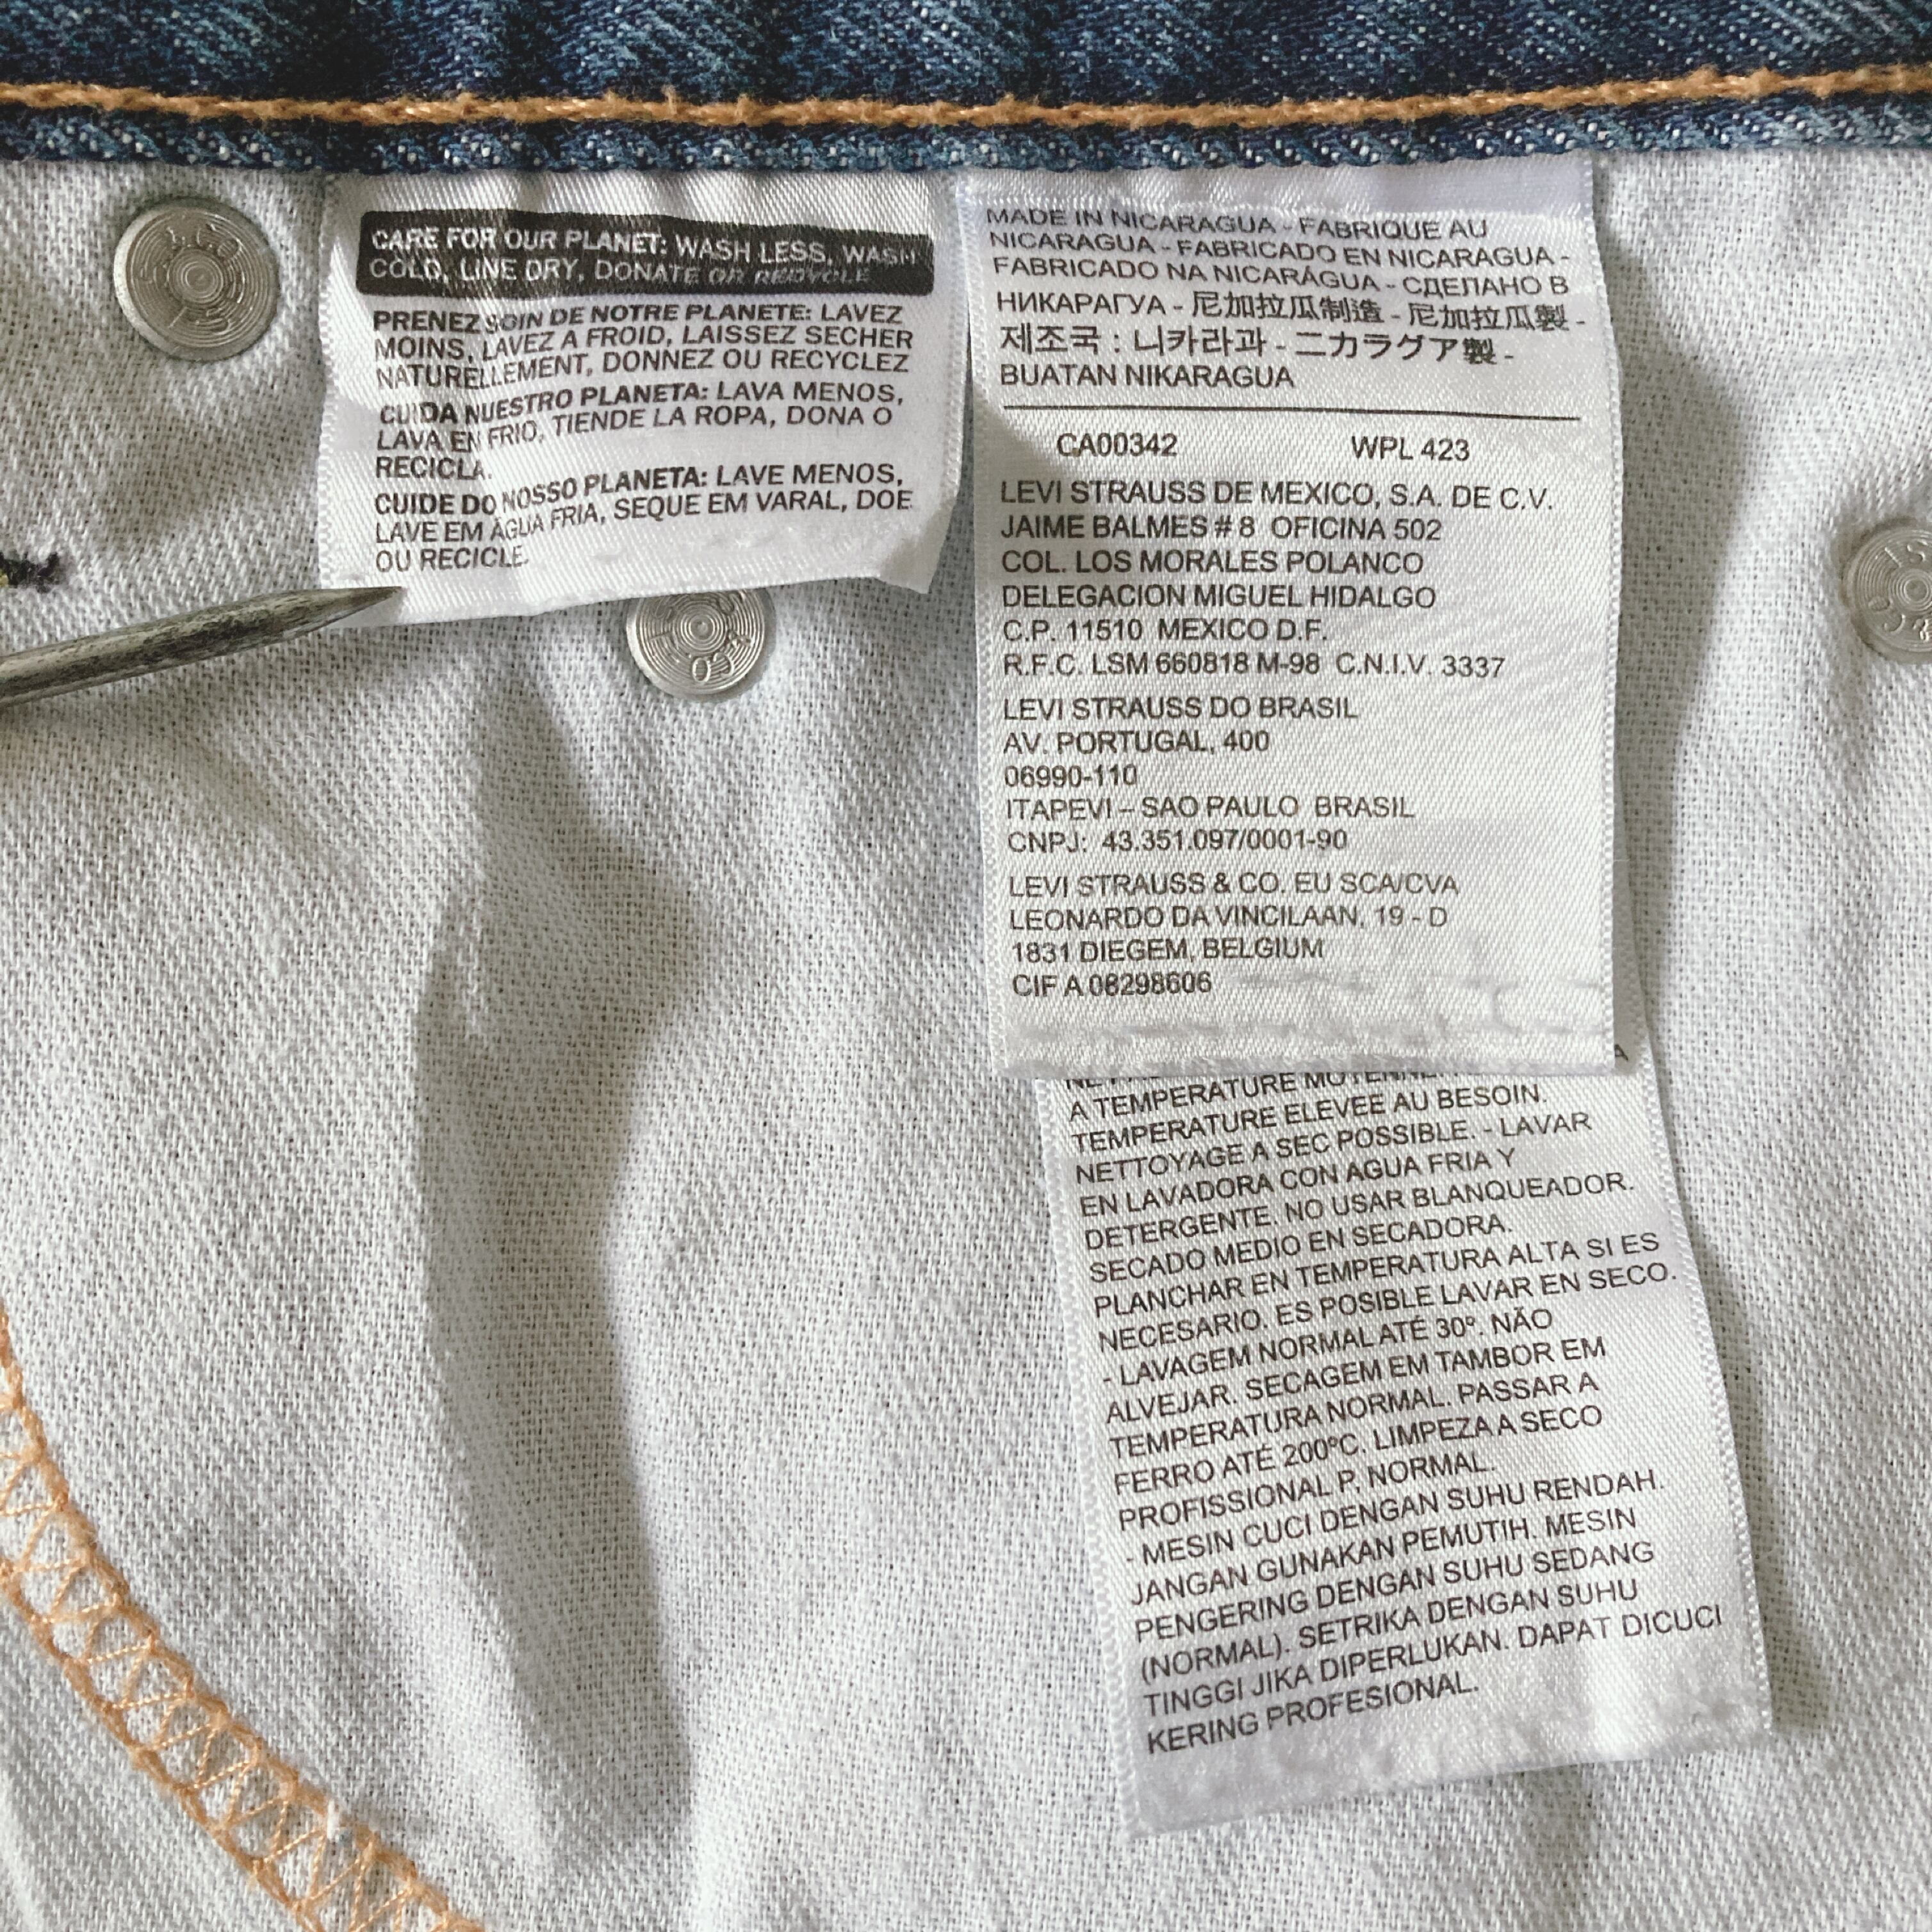 CARE FOR OUR PLANET: WASH LESS, WASH
COLD, LINE DRY, DONATE OR RECYCLE
PRENEZ SOIN DE NOTRE PLANETE: LAVEZ
MOINS, LAVEZ A FROID, LAISSEZ SECHER
NATURELLEMENT, DONNEZ OU RECYCLEZ
CUIDA NUESTRO PLANETA: LAVA MENOS,
LAVA EN FRIO, TIENDE LA ROPA, DONA O
RECICLA.
CUIDE DO NOSSO PLANETA: LAVE MENOS,
LAVE EM ÁGUA FRIA, SEQUE EM VARAL, DOE
OU RECICLE.
MADE IN NICARAGUA - FABRIQUE AU
NICARAGUA - FABRICADO EN NICARAGUA -
FABRICADO NA NICARÁGUA - СДЕЛАНО В
НИКАРАГУА - 尼加拉瓜制造 - 尼加拉瓜製 -
제조국 : 니카라과 - ニカラグア製 -
BUATAN NIKARAGUA
CA00342 WPL 423
LEVI STRAUSS DE MEXICO, S.A. DE C.V.
JAIME BALMES # 8 OFICINA 502
COL. LOS MORALES POLANCO
DELEGACION MIGUEL HIDALGO
C.P. 11510 MEXICO D.F.
R.F.C. LSM 660818 M-98 C.N.I.V. 3337
LEVI STRAUSS DO BRASIL
AV. PORTUGAL, 400
06990-110
ITAPEVI – SAO PAULO BRASIL
CNPJ: 43.351.097/0001-90
LEVI STRAUSS & CO. EU SCA/CVA
LEONARDO DA VINCILAAN, 19 - D
1831 DIEGEM, BELGIUM
CIF A 08298606
A TEMPERATURE
TEMPERATURE ELEVEE AU BESOIN.
NETTOYAGE A SEC POSSIBLE. - LAVAR
EN LAVADORA CON AGUA FRIA Y
DETERGENTE. NO USAR BLANQUEADOR.
SECADO MEDIO EN SECADORA.
PLANCHAR EN TEMPERATURA ALTA SI ES
NECESARIO. ES POSIBLE LAVAR EN SECO.
- LAVAGEM NORMAL ATÉ 30º. NÃO
ALVEJAR. SECAGEM EM TAMBOR EM
TEMPERATURA NORMAL. PASSAR A
FERRO ATÉ 200ºC. LIMPEZA A SECO
PROFISSIONAL P, NORMAL.
- MESIN CUCI DENGAN SUHU RENDAH.
JANGAN GUNAKAN PEMUTIH. MESIN
PENGERING DENGAN SUHU SEDANG
(NORMAL). SETRIKA DENGAN SUHU
TINGGI JIKA DIPERLUKAN. DAPAT DICUCI
KERING PROFESIONAL.